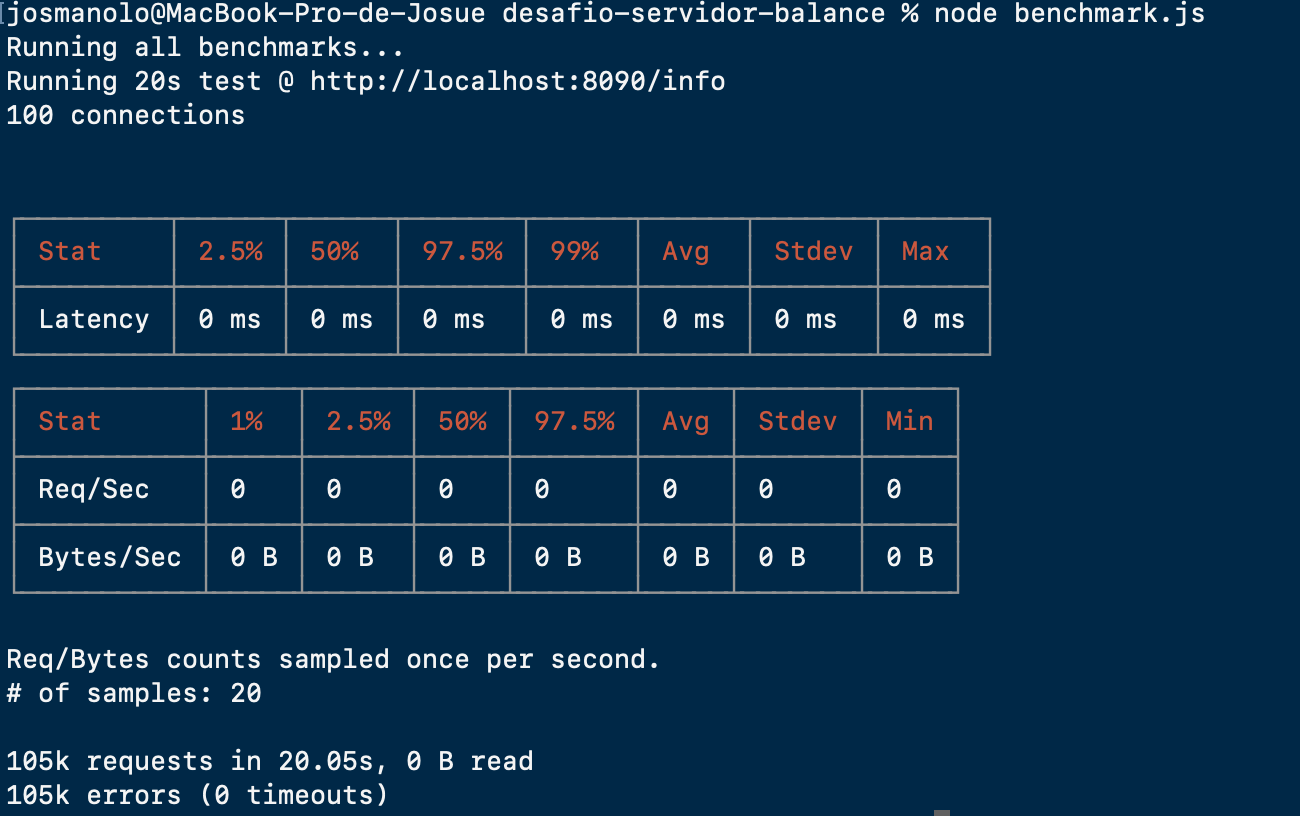 josmanolo@MacBook-Pro-de-Josue desafio-servidor-balance % node benchmark.js
Running all benchmarks...
Running 20s test @ http://localhost:8090/info
100 connections
Stat 2.5% 50% 97.5% 99% Avg Stdev Max
Latency 0 ms 0 ms 0 ms 0 ms 0 ms 0 ms 0 ms
Stat 1% 2.5% 50% 97.5% Avg Stdev Min
Req/Sec 0 0 0 0 0 0 0
Bytes/Sec 0 B 0 B 0 B 0 B 0 B 0 B 0 B
Req/Bytes counts sampled once per second.
# of samples: 20
105k requests in 20.05s, 0 B read
105k errors (0 timeouts)